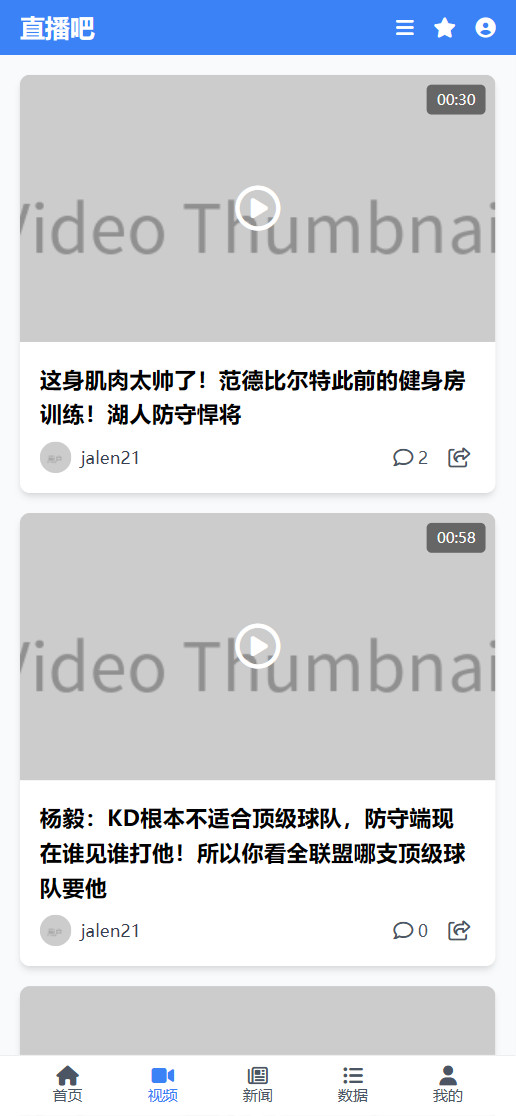 直播吧
00:30
Video Thumbnai
这身肌肉太帅了！范德比尔特此前的健身房
训练！湖人防守悍将
jalen21
2
00:58
Video Thumbnai
杨毅：KD根本不适合顶级球队，防守端现
在谁见谁打他！所以你看全联盟哪支顶级球
队要他
jalen21
0
首页
视频
新闻
数据
我的